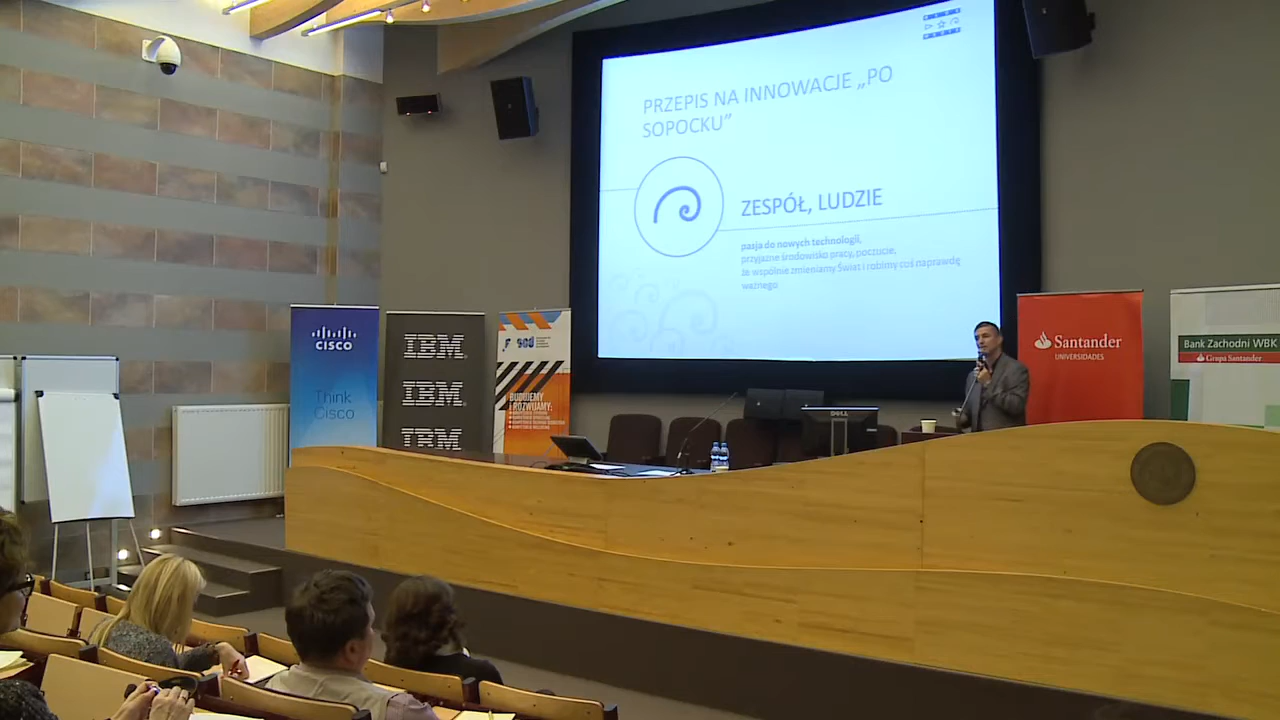 PRZEPIS NA INNOWACJE „PO
SOPOCKU”
ZESPÓŁ, LUDZIE
pasja do nowych technologii,
przyjazne środowisko pracy, poczucie,
że wspólnie zmieniamy Świat i robimy coś naprawdę
ważnego
CISCO
Think
Cisco
IBM
IBM
IBM
BUDUJEMY
I ROZWIJAMY:
DELL
Santander
UNIVERSIDADES
Bank Zachodni WBK
Grupa Santander